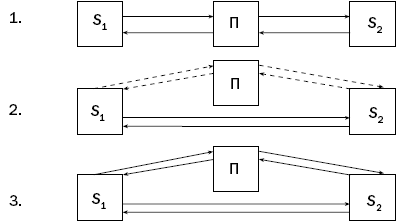 1. S1 П S2
П
2. S1 S2
П
3. S1 S2